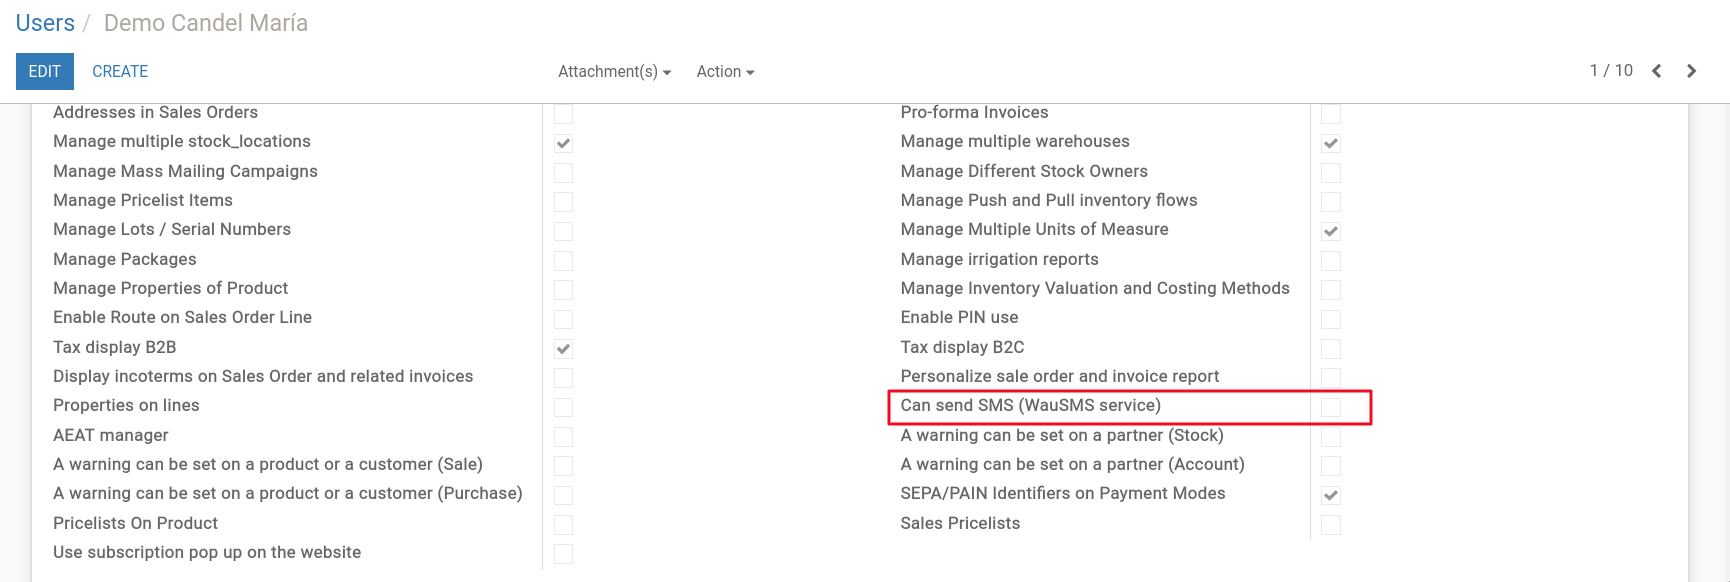 Users / Demo Candel María
EDIT CREATE Attachment(s) Action 1 / 10
Addresses in Sales Orders
Pro-forma Invoices
Manage multiple stock_locations
Manage multiple warehouses
Manage Mass Mailing Campaigns
Manage Different Stock Owners
Manage Pricelist Items
Manage Push and Pull inventory flows
Manage Lots / Serial Numbers
Manage Multiple Units of Measure
Manage Packages
Manage irrigation reports
Manage Properties of Product
Manage Inventory Valuation and Costing Methods
Enable Route on Sales Order Line
Enable PIN use
Tax display B2B
Tax display B2C
Display incoterms on Sales Order and related invoices
Personalize sale order and invoice report
Properties on lines
Can send SMS (WauSMS service)
AEAT manager
A warning can be set on a partner (Stock)
A warning can be set on a product or a customer (Sale)
A warning can be set on a partner (Account)
A warning can be set on a product or a customer (Purchase)
SEPA/PAIN Identifiers on Payment Modes
Pricelists On Product
Sales Pricelists
Use subscription pop up on the website